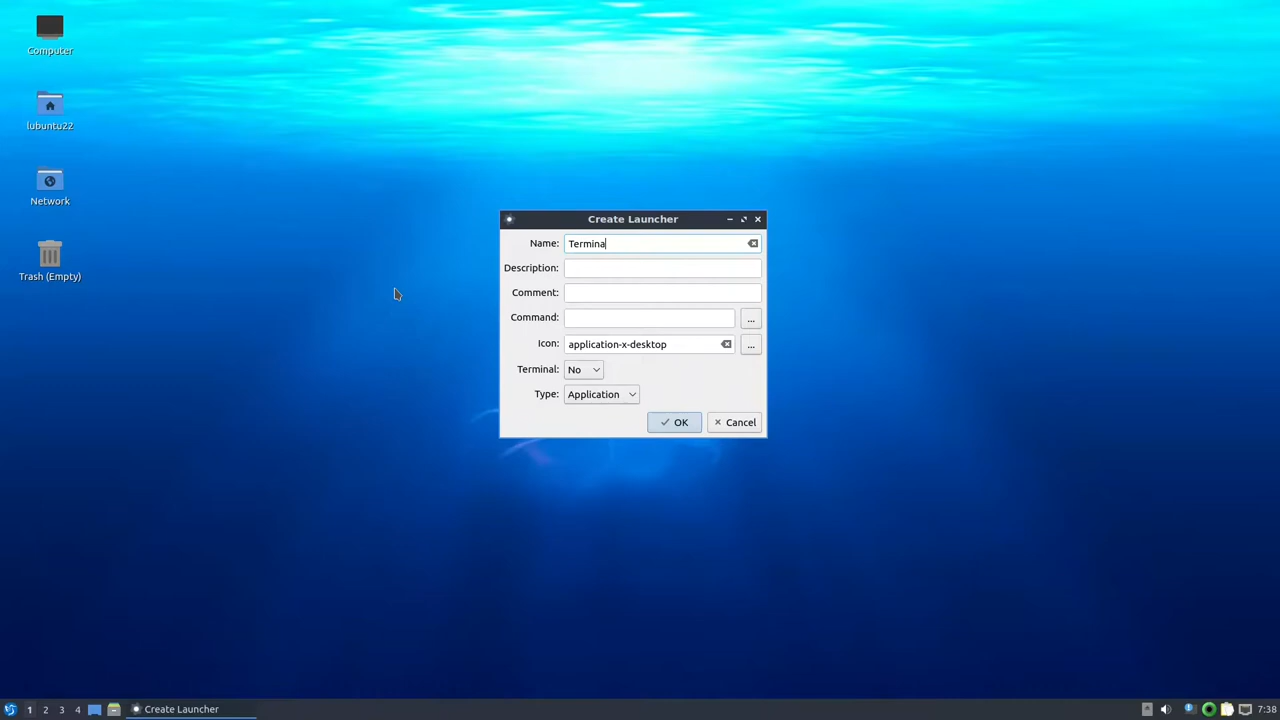 Computer
lubuntu22
Network
Trash (Empty)
Create Launcher
Name: Termina
Description:
Comment:
Command: ...
Icon: application-x-desktop ...
Terminal: No
Type: Application
OK Cancel
1 2 3 4 Create Launcher 7:38